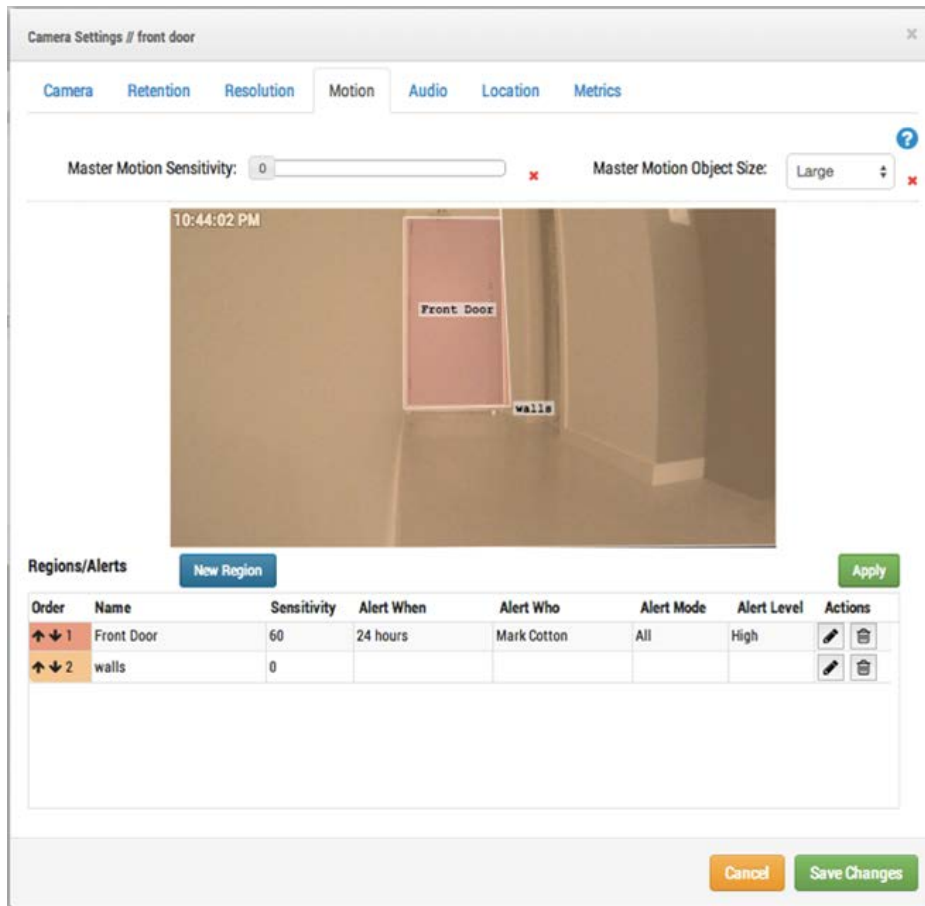 Camera Settings // front door ×
Camera Retention Resolution Motion Audio Location Metrics
?
Master Motion Sensitivity: 0 × Master Motion Object Size: Large ×
10:44:02 PM
Front Door
walls
Regions/Alerts New Region Apply
Order Name Sensitivity Alert When Alert Who Alert Mode Alert Level Actions
1 Front Door 60 24 hours Mark Cotton All High
2 walls 0
Cancel Save Changes